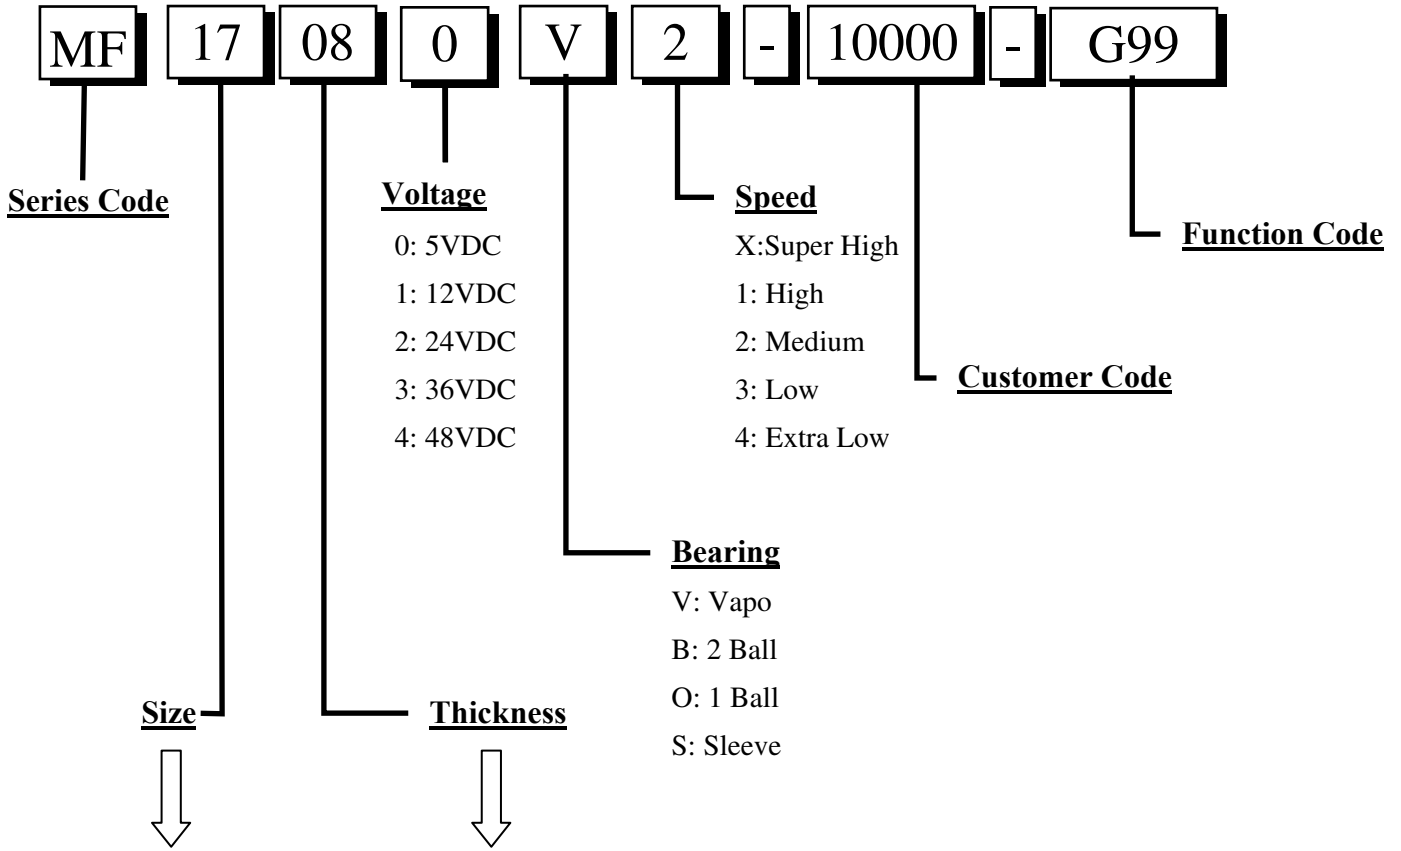 MF 17 08 0 V 2 - 10000 - G99
Series Code
Voltage
0: 5VDC
1: 12VDC
2: 24VDC
3: 36VDC
4: 48VDC
Speed
X:Super High
1: High
2: Medium
3: Low
4: Extra Low
Function Code
Customer Code
Bearing
V: Vapo
B: 2 Ball
O: 1 Ball
S: Sleeve
Size
Thickness